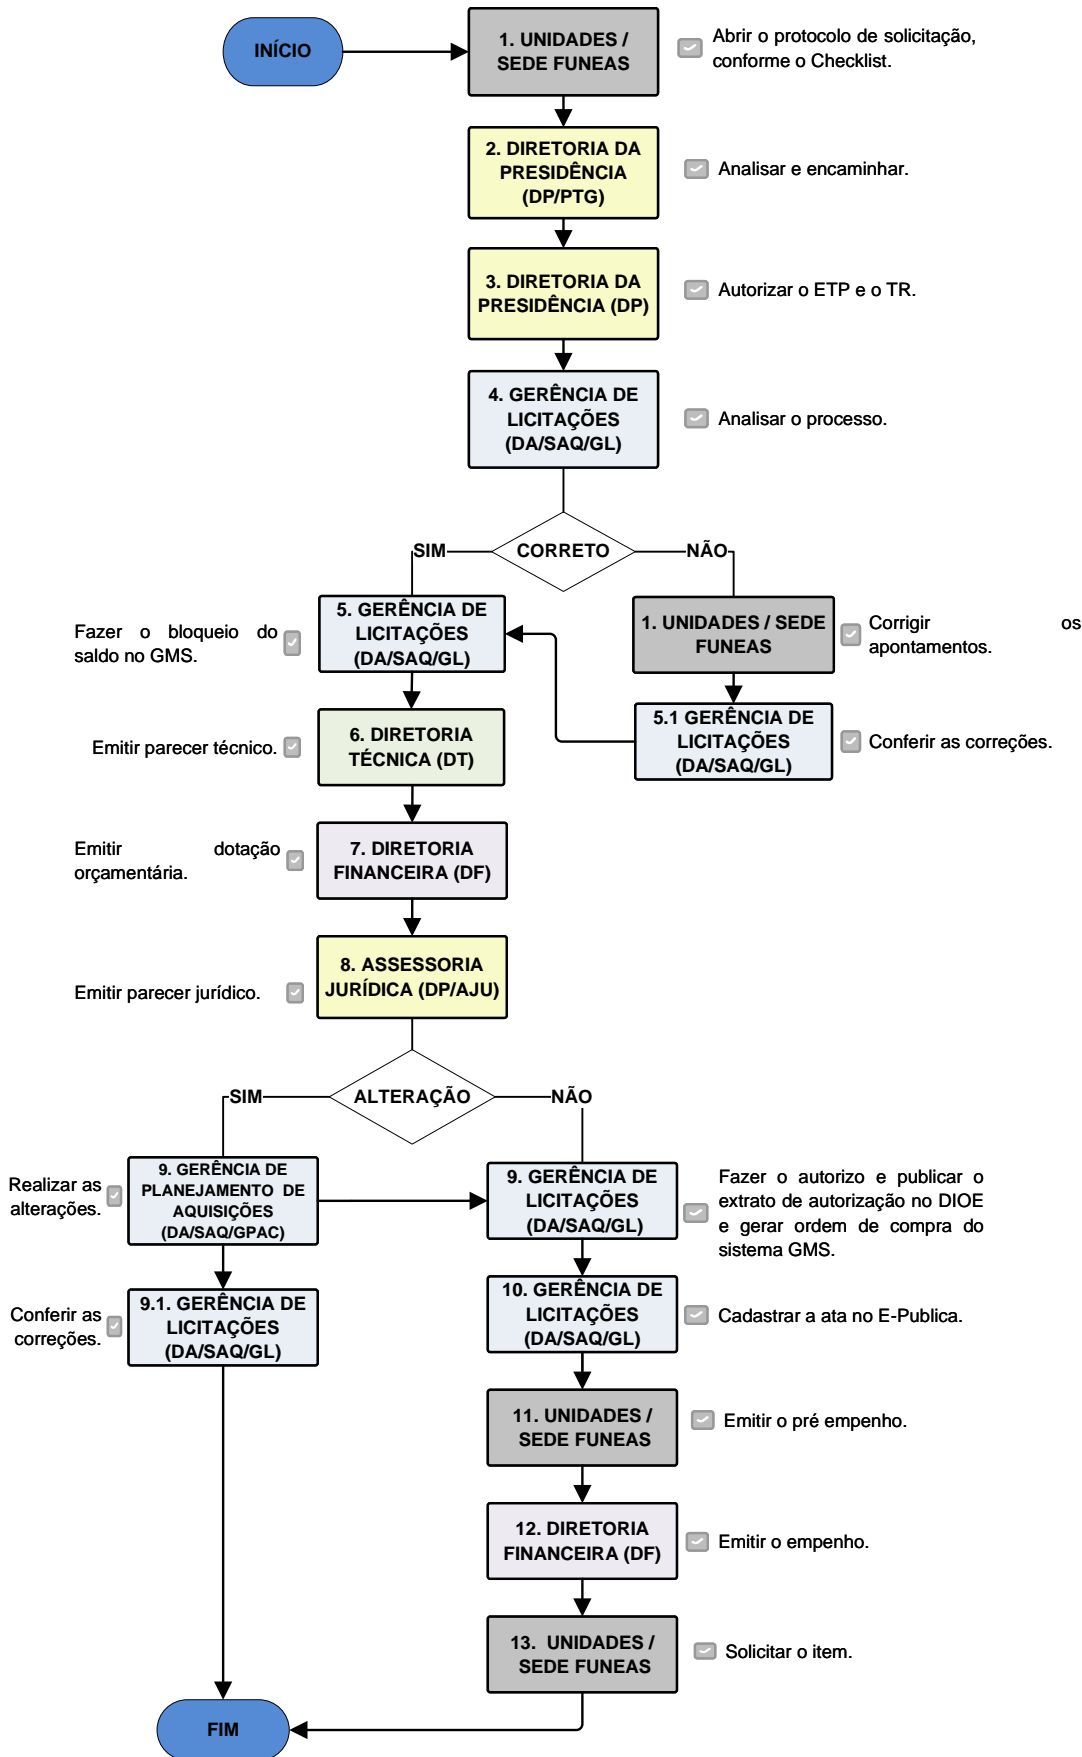 INÍCIO
1. UNIDADES /
SEDE FUNEAS
Abrir o protocolo de solicitação,
conforme o Checklist.
2. DIRETORIA DA
PRESIDÊNCIA
(DP/PTG)
Analisar e encaminhar.
3. DIRETORIA DA
PRESIDÊNCIA (DP)
Autorizar o ETP e o TR.
4. GERÊNCIA DE
LICITAÇÕES
(DA/SAQ/GL)
Analisar o processo.
SIM
CORRETO
NÃO
Fazer o bloqueio do
saldo no GMS.
5. GERÊNCIA DE
LICITAÇÕES
(DA/SAQ/GL)
1. UNIDADES / SEDE
FUNEAS
Corrigir os
apontamentos.
Emitir parecer técnico.
6. DIRETORIA
TÉCNICA (DT)
5.1 GERÊNCIA DE
LICITAÇÕES
(DA/SAQ/GL)
Conferir as correções.
Emitir dotação
orçamentária.
7. DIRETORIA
FINANCEIRA (DF)
Emitir parecer jurídico.
8. ASSESSORIA
JURÍDICA (DP/AJU)
SIM
ALTERAÇÃO
NÃO
Realizar as
alterações.
9. GERÊNCIA DE
PLANEJAMENTO DE
AQUISIÇÕES
(DA/SAQ/GPAC)
9. GERÊNCIA DE
LICITAÇÕES
(DA/SAQ/GL)
Fazer o autorizo e publicar o
extrato de autorização no DIOE
e gerar ordem de compra do
sistema GMS.
Conferir as
correções.
9.1. GERÊNCIA DE
LICITAÇÕES
(DA/SAQ/GL)
10. GERÊNCIA DE
LICITAÇÕES
(DA/SAQ/GL)
Cadastrar a ata no E-Publica.
11. UNIDADES /
SEDE FUNEAS
Emitir o pré empenho.
12. DIRETORIA
FINANCEIRA (DF)
Emitir o empenho.
13. UNIDADES /
SEDE FUNEAS
Solicitar o item.
FIM